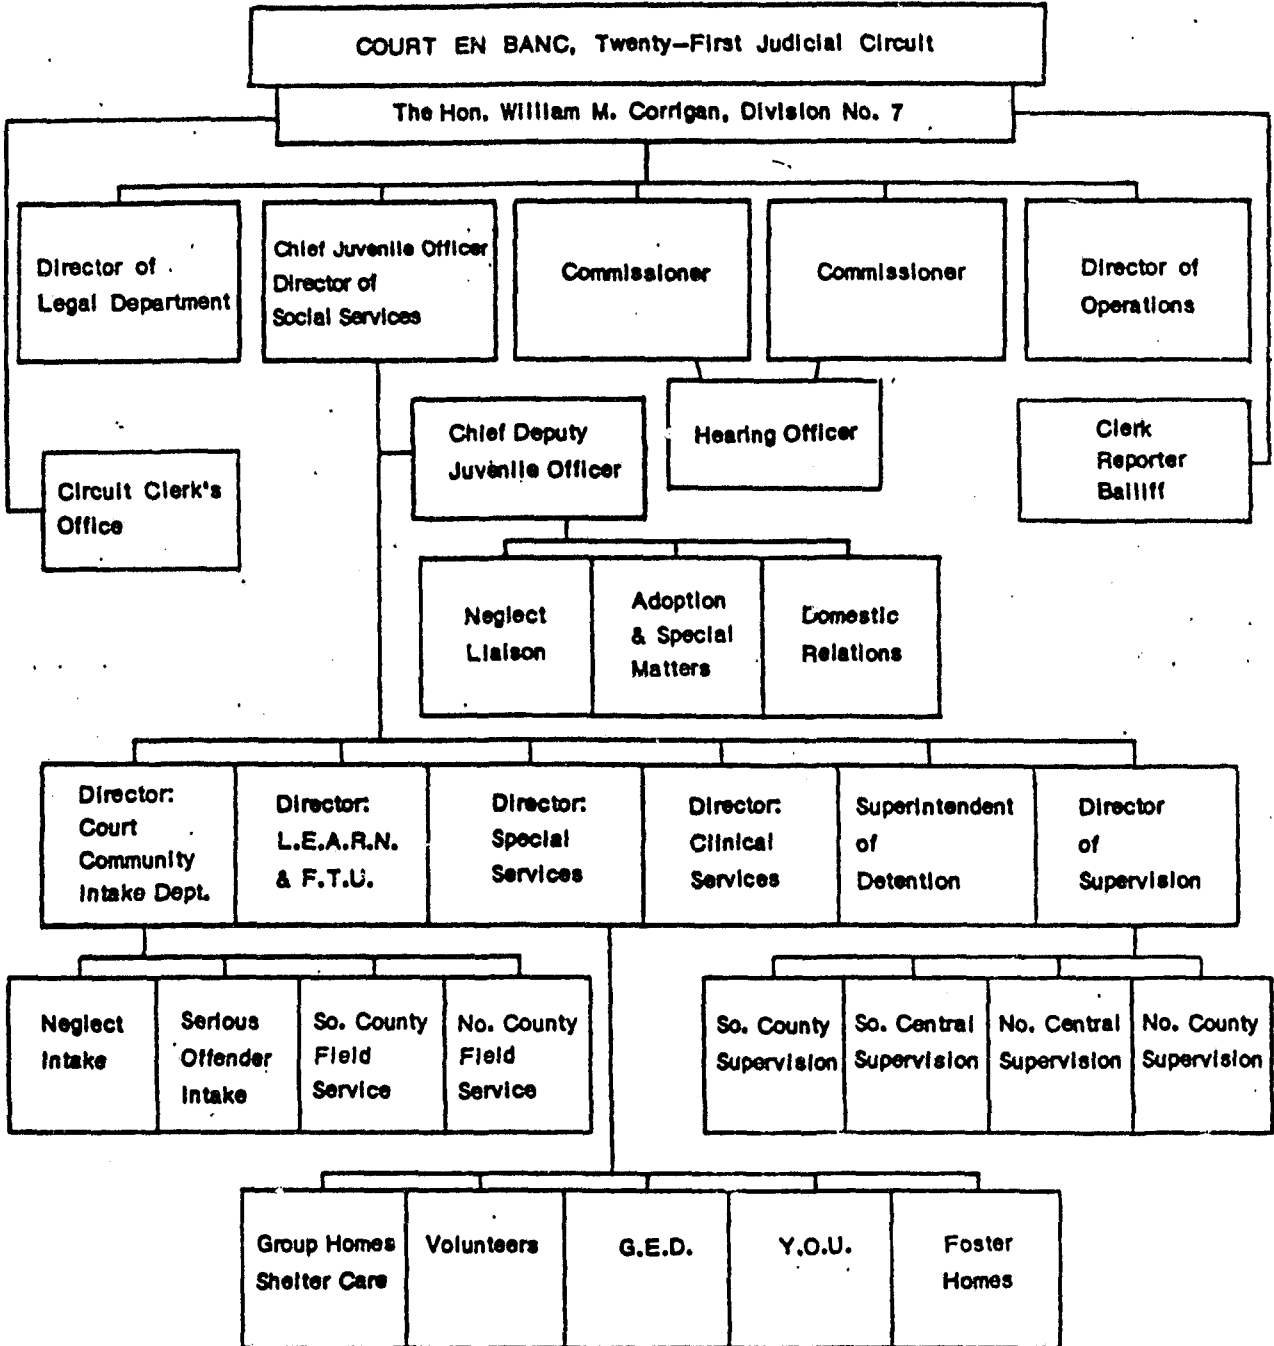 COURT EN BANC, Twenty-First Judicial Circuit
The Hon. William M. Corrigan, Division No. 7
Director of
Legal Department
Chief Juvenile Officer
Director of
Social Services
Commissioner
Commissioner
Director of
Operations
Chief Deputy
Juvenile Officer
Hearing Officer
Clerk
Reporter
Bailiff
Circuit Clerk's
Office
Neglect
Liaison
Adoption
& Special
Matters
Domestic
Relations
Director:
Court
Community
Intake Dept.
Director:
L.E.A.R.N.
& F.T.U.
Director:
Special
Services
Director:
Clinical
Services
Superintendent
of
Detention
Director
of
Supervision
Neglect
Intake
Serious
Offender
Intake
So. County
Field
Service
No. County
Field
Service
So. County
Supervision
So. Central
Supervision
No. Central
Supervision
No. County
Supervision
Group Homes
Shelter Care
Volunteers
G.E.D.
Y.O.U.
Foster
Homes